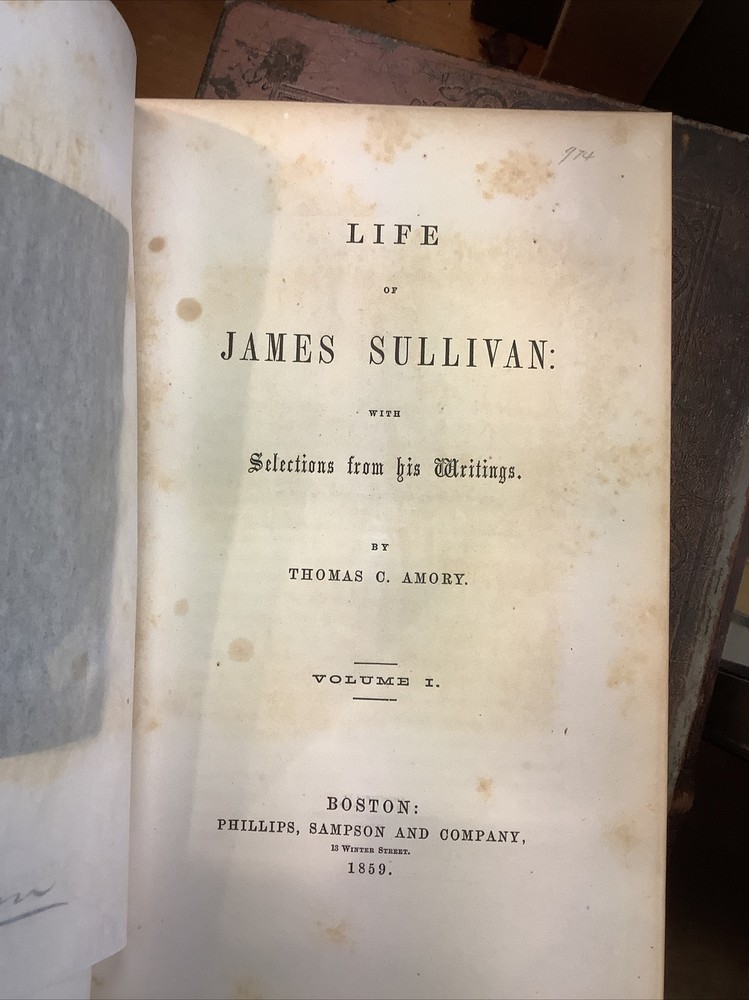 974
LIFE
OF
JAMES SULLIVAN:
WITH
Selections from his Writings.
BY
THOMAS C. AMORY.
VOLUME I.
BOSTON:
PHILLIPS, SAMPSON AND COMPANY,
13 WINTER STREET.
1859.